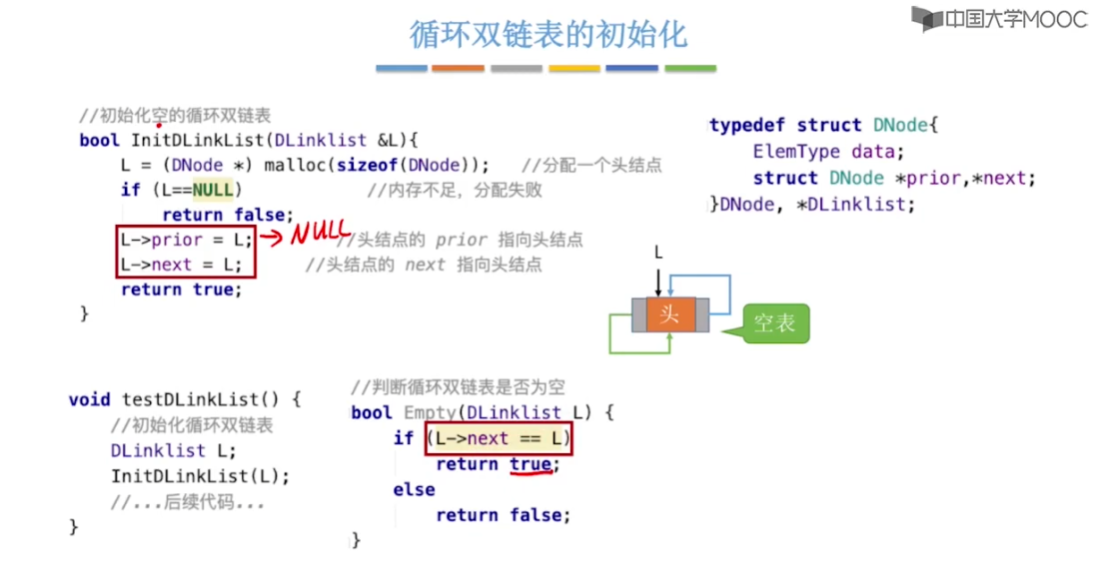 中国大学MOOC
循环双链表的初始化
//初始化空的循环双链表
bool InitDLinkList(DLinklist &L){
L = (DNode *) malloc(sizeof(DNode)); //分配一个头结点
if (L==NULL) //内存不足，分配失败
return false;
L->prior = L; → NULL //头结点的 prior 指向头结点
L->next = L; //头结点的 next 指向头结点
return true;
}
typedef struct DNode{
ElemType data;
struct DNode *prior,*next;
}DNode, *DLinklist;
L
头
空表
void testDLinkList() {
//初始化循环双链表
DLinklist L;
InitDLinkList(L);
//...后续代码...
}
//判断循环双链表是否为空
bool Empty(DLinklist L) {
if (L->next == L)
return true;
else
return false;
}